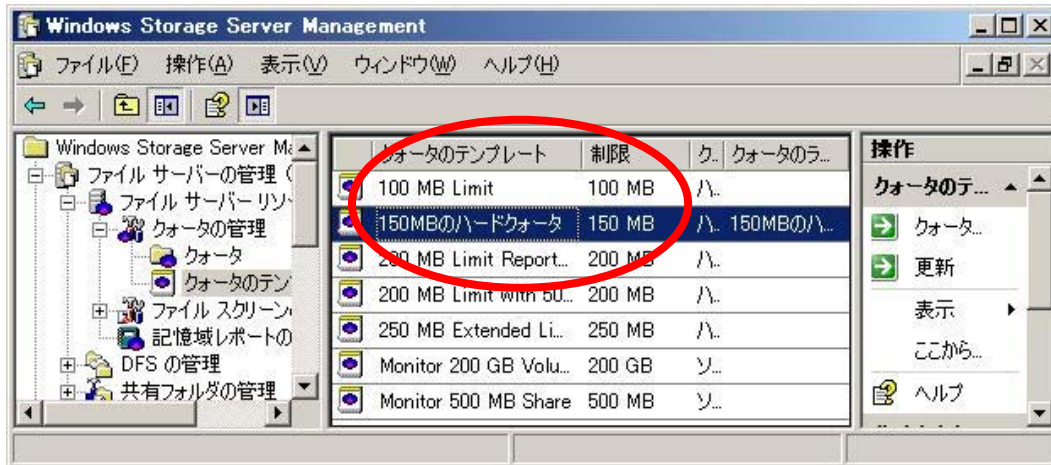 Windows Storage Server Management
ファイル(F) 操作(A) 表示(V) ウィンドウ(W) ヘルプ(H)
Windows Storage Server Ma
ファイル サーバーの管理 (
ファイル サーバー リソ
クォータの管理
クォータ
クォータのテン
ファイル スクリーン
記憶域レポートの
DFS の管理
共有フォルダの管理
クォータのテンプレート 制限 ク.. クォータのラ...
100 MB Limit 100 MB ハ..
150MBのハードクォータ 150 MB ハ.. 150MBのハ...
200 MB Limit Report... 200 MB ハ..
200 MB Limit with 50... 200 MB ハ..
250 MB Extended Li... 250 MB ハ..
Monitor 200 GB Volu... 200 GB ソ...
Monitor 500 MB Share 500 MB ソ...
操作
クォータのテ...
クォータ...
更新
表示
ここから...
ヘルプ